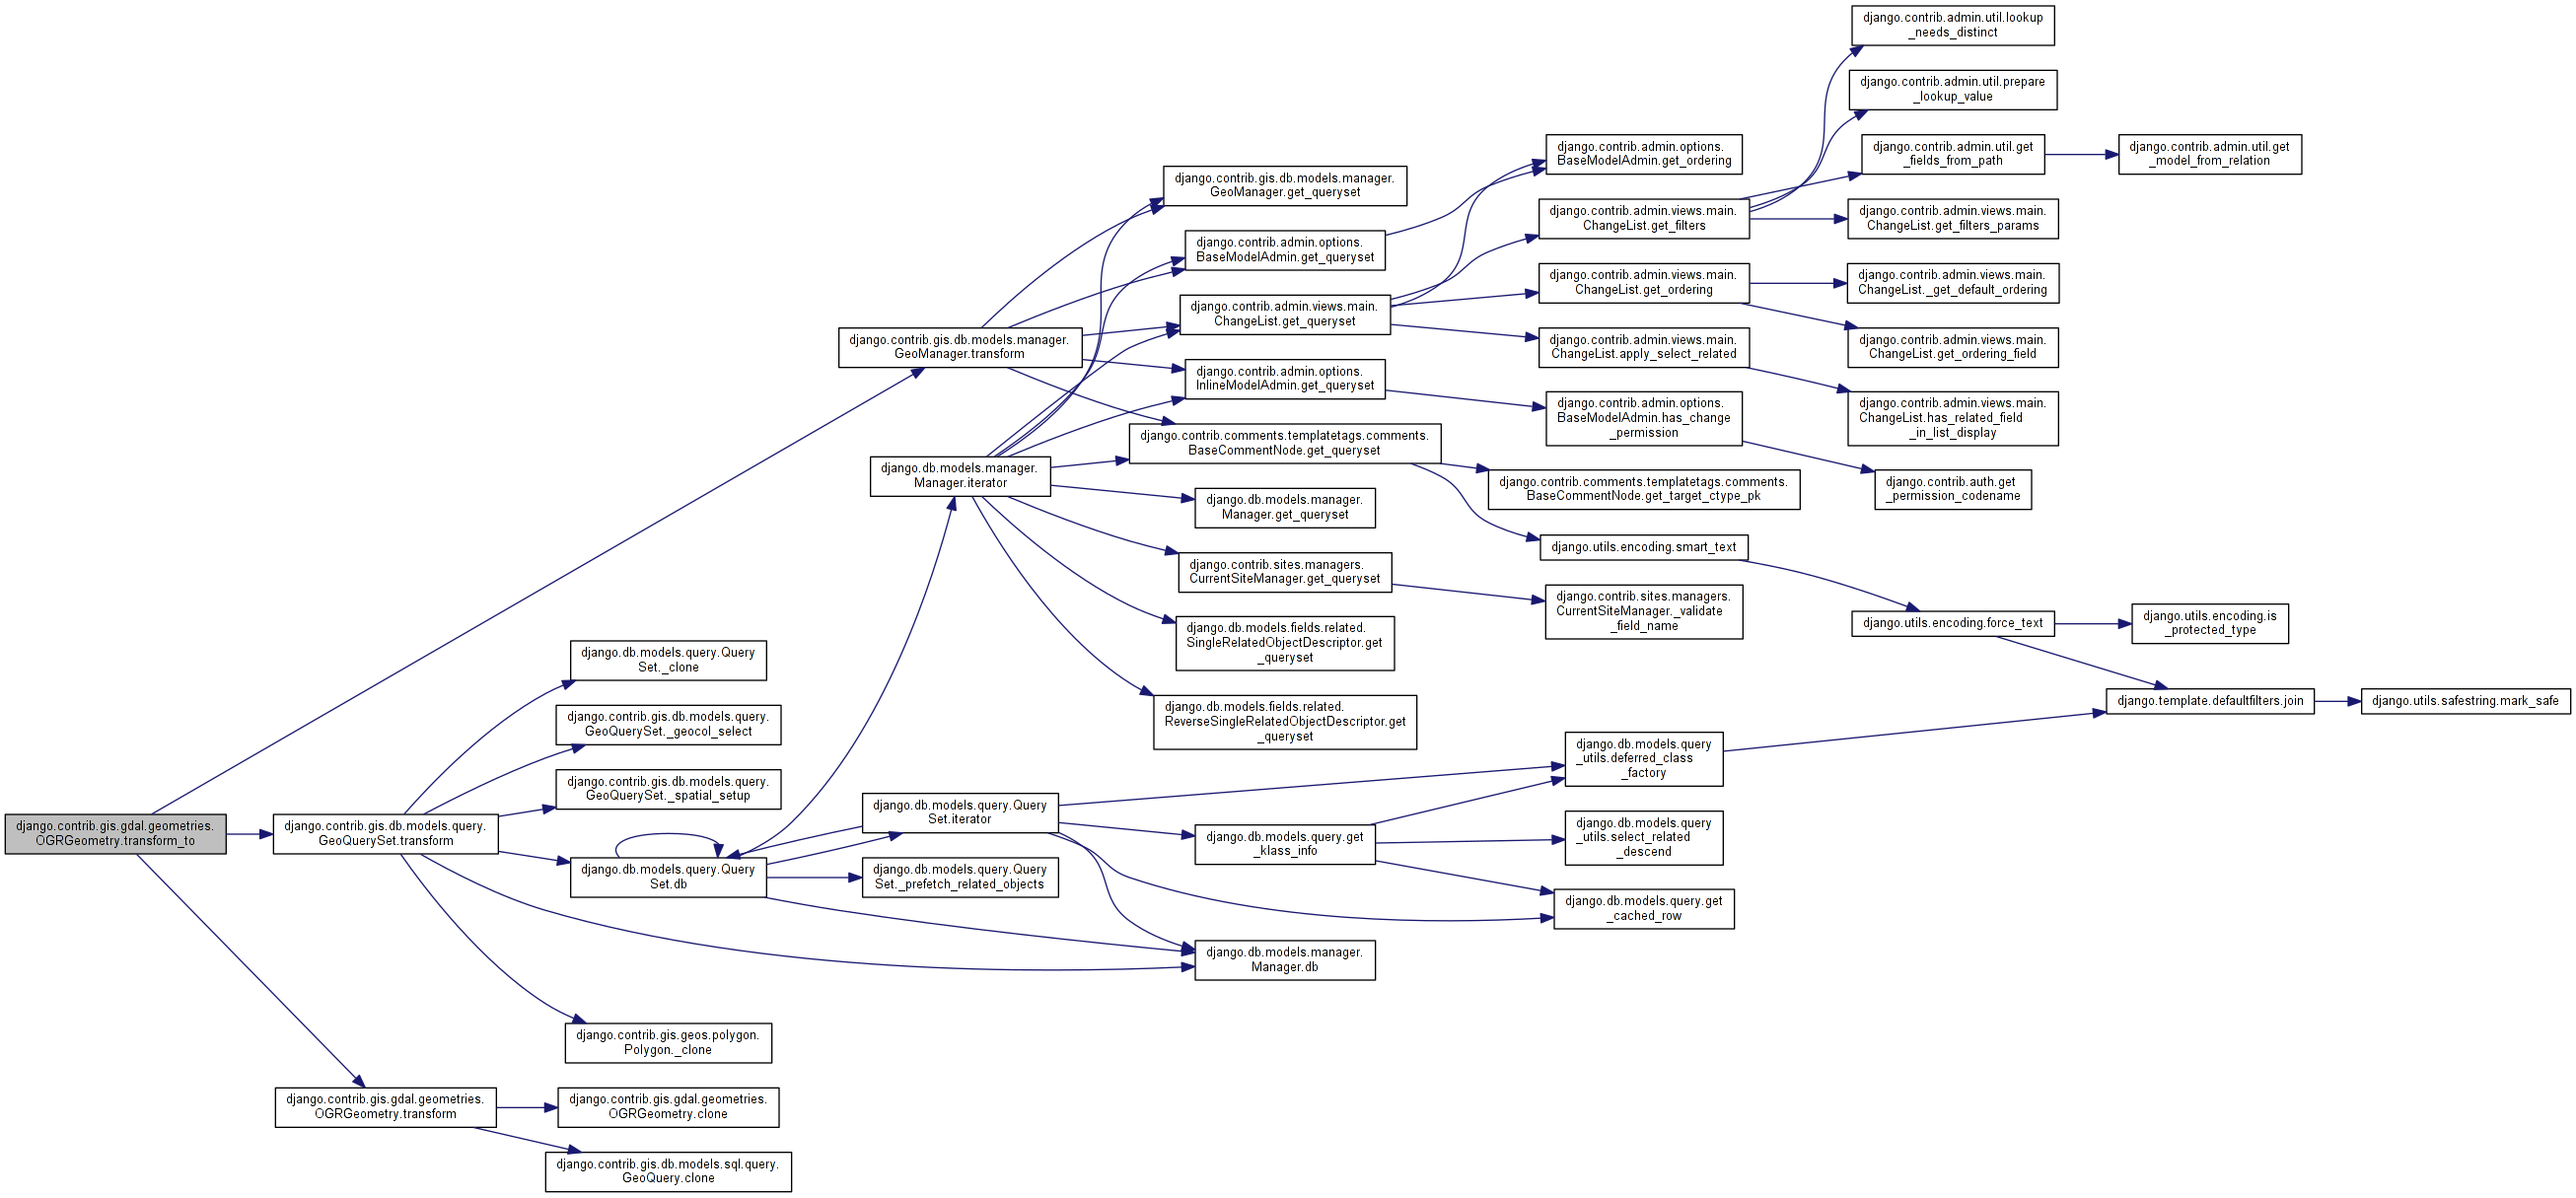 django.contrib.gis.gdal.geometries.
OGRGeometry.transform_to
django.contrib.gis.db.models.manager.
GeoManager.transform
django.contrib.gis.db.models.query.
GeoQuerySet.transform
django.contrib.gis.gdal.geometries.
OGRGeometry.transform
django.db.models.query.Query
Set._clone
django.contrib.gis.db.models.query.
GeoQuerySet._geocol_select
django.contrib.gis.db.models.query.
GeoQuerySet._spatial_setup
django.db.models.query.Query
Set.db
django.contrib.gis.geos.polygon.
Polygon._clone
django.contrib.gis.gdal.geometries.
OGRGeometry.clone
django.contrib.gis.db.models.sql.query.
GeoQuery.clone
django.db.models.manager.
Manager.iterator
django.db.models.query.Query
Set.iterator
django.db.models.query.Query
Set._prefetch_related_objects
django.contrib.gis.db.models.manager.
GeoManager.get_queryset
django.contrib.admin.options.
BaseModelAdmin.get_queryset
django.contrib.admin.views.main.
ChangeList.get_queryset
django.contrib.admin.options.
InlineModelAdmin.get_queryset
django.contrib.comments.templatetags.comments.
BaseCommentNode.get_queryset
django.db.models.manager.
Manager.get_queryset
django.contrib.sites.managers.
CurrentSiteManager.get_queryset
django.db.models.fields.related.
SingleRelatedObjectDescriptor.get
_queryset
django.db.models.fields.related.
ReverseSingleRelatedObjectDescriptor.get
_queryset
django.db.models.query.get
_klass_info
django.db.models.manager.
Manager.db
django.contrib.admin.options.
BaseModelAdmin.get_ordering
django.contrib.admin.views.main.
ChangeList.get_filters
django.contrib.admin.views.main.
ChangeList.get_ordering
django.contrib.admin.views.main.
ChangeList.apply_select_related
django.contrib.admin.options.
BaseModelAdmin.has_change
_permission
django.contrib.comments.templatetags.comments.
BaseCommentNode.get_target_ctype_pk
django.utils.encoding.smart_text
django.contrib.sites.managers.
CurrentSiteManager._validate
_field_name
django.db.models.query
_utils.deferred_class
_factory
django.db.models.query
_utils.select_related
_descend
django.db.models.query.get
_cached_row
django.contrib.admin.util.lookup
_needs_distinct
django.contrib.admin.util.prepare
_lookup_value
django.contrib.admin.util.get
_fields_from_path
django.contrib.admin.views.main.
ChangeList.get_filters_params
django.contrib.admin.views.main.
ChangeList._get_default_ordering
django.contrib.admin.views.main.
ChangeList.get_ordering_field
django.contrib.admin.views.main.
ChangeList.has_related_field
_in_list_display
django.contrib.auth.get
_permission_codename
django.utils.encoding.force_text
django.contrib.admin.util.get
_model_from_relation
django.utils.encoding.is
_protected_type
django.template.defaultfilters.join
django.utils.safestring.mark_safe